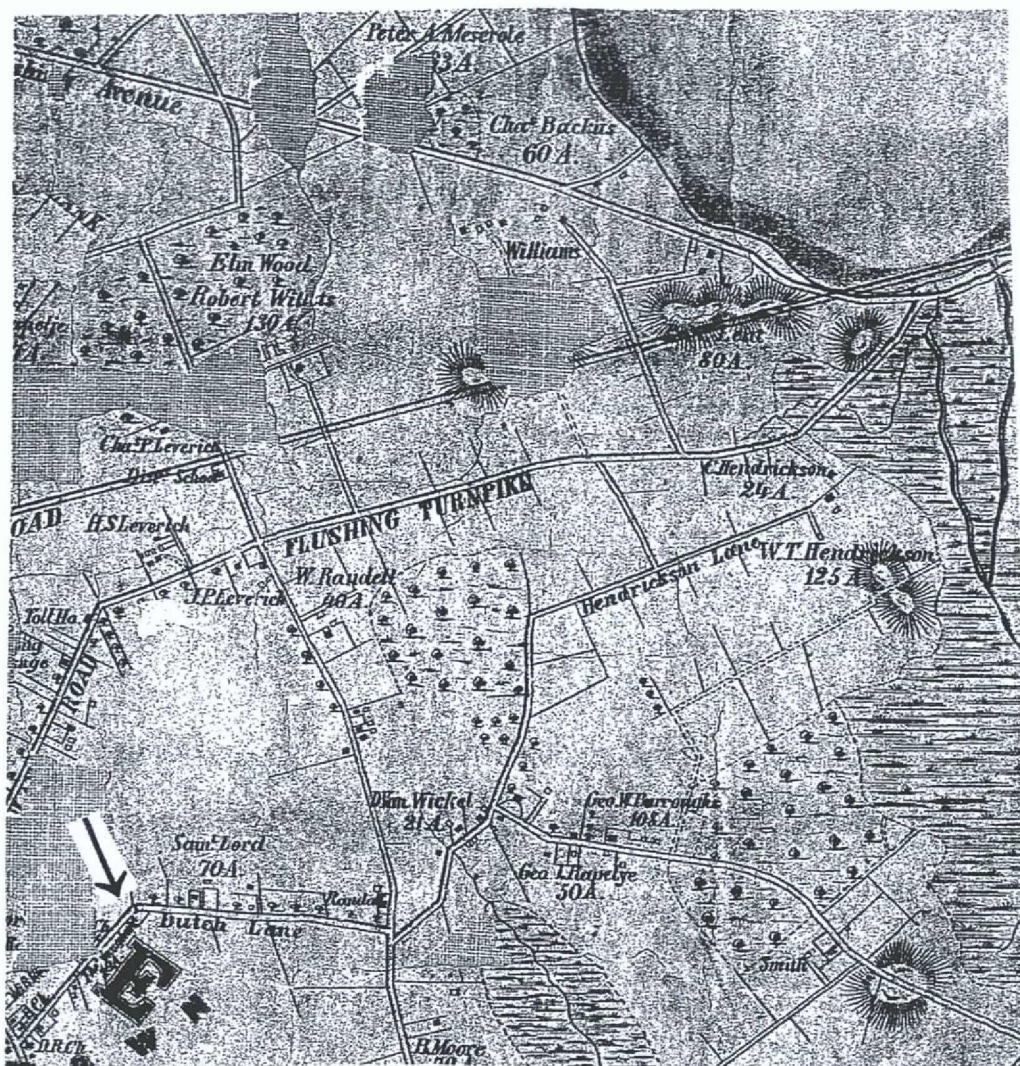 Peter A. Meserole
33 A.
Avenue
Chaˢ. Backus
60 A.
Williams
Elm Wood
Robert Willets
130 A.
80 A.
Chaˢ. P. Leverich
School
ROAD
H. S. Leverich
FLUSHING TURNPIKE
C. Hendrickson
24 A.
Hendrickson Lane
W. T. Hendrickson
125 A.
W. Randell
J. P. Leverich
Toll Ho.
ROAD
D. Van Wickel
21 A.
Geo. W. Burroughs
Samˡ. Lord
70 A.
Geo. I. Rapelye
50 A.
Dutch Lane
Smith
E
W
N
D.R.Ch.
H. Moore